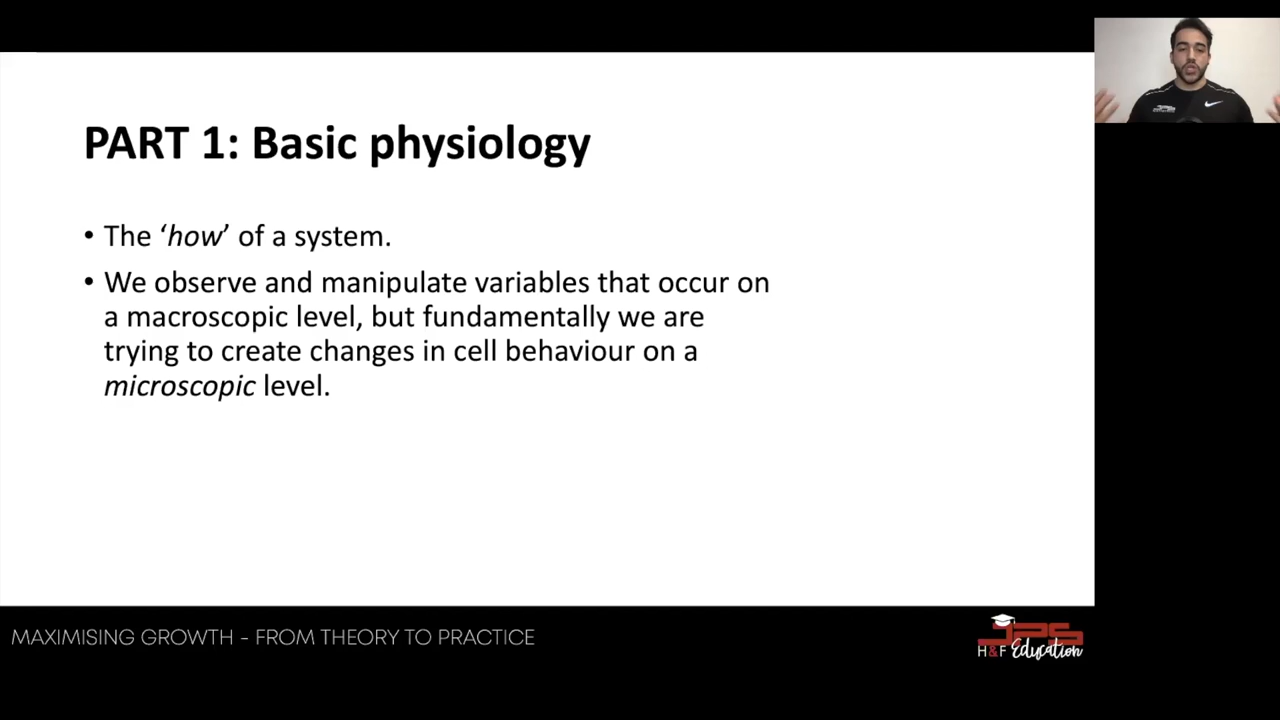 PART 1: Basic physiology
• The ‘how’ of a system.
• We observe and manipulate variables that occur on
a macroscopic level, but fundamentally we are
trying to create changes in cell behaviour on a
microscopic level.
MAXIMISING GROWTH - FROM THEORY TO PRACTICE
JPS
H&F Education